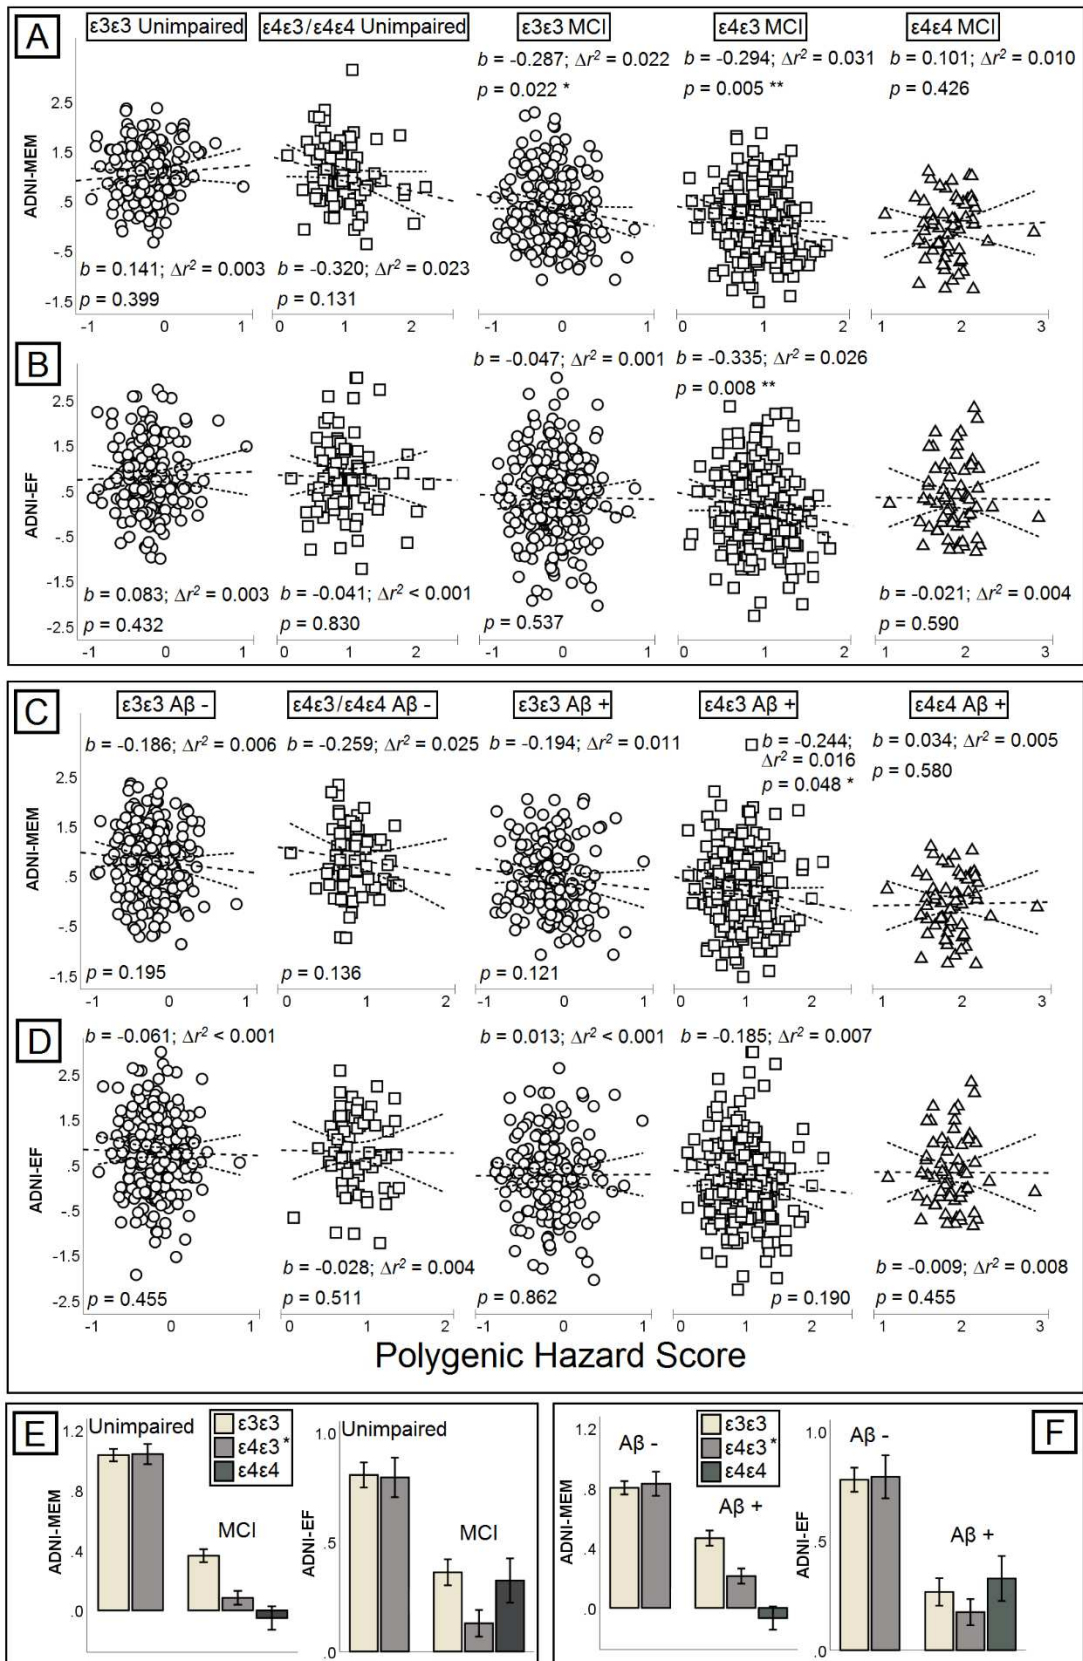 A
ε3ε3 Unimpaired
ε4ε3/ε4ε4 Unimpaired
ε3ε3 MCI
ε4ε3 MCI
ε4ε4 MCI
b = -0.287; Δr² = 0.022
p = 0.022 *
b = -0.294; Δr² = 0.031
p = 0.005 **
b = 0.101; Δr² = 0.010
p = 0.426
ADNI-MEM
2.5
1.5
.5
-.5
-1.5
b = 0.141; Δr² = 0.003
p = 0.399
b = -0.320; Δr² = 0.023
p = 0.131
-1 0 1
0 1 2
-1 0 1
0 1 2
1 2 3
B
b = -0.047; Δr² = 0.001
b = -0.335; Δr² = 0.026
p = 0.008 **
ADNI-EF
2.5
1.5
.5
-.5
-1.5
-2.5
b = 0.083; Δr² = 0.003
p = 0.432
b = -0.041; Δr² < 0.001
p = 0.830
p = 0.537
b = -0.021; Δr² = 0.004
p = 0.590
-1 0 1
0 1 2
-1 0 1
0 1 2
1 2 3
C
ε3ε3 Aβ -
ε4ε3/ε4ε4 Aβ -
ε3ε3 Aβ +
ε4ε3 Aβ +
ε4ε4 Aβ +
b = -0.186; Δr² = 0.006
b = -0.259; Δr² = 0.025
b = -0.194; Δr² = 0.011
b = -0.244;
Δr² = 0.016
p = 0.048 *
b = 0.034; Δr² = 0.005
p = 0.580
ADNI-MEM
2.5
1.5
.5
-.5
-1.5
p = 0.195
p = 0.136
p = 0.121
-1 0 1
0 1 2
-1 0 1
0 1 2
1 2 3
D
b = -0.061; Δr² < 0.001
b = 0.013; Δr² < 0.001
b = -0.185; Δr² = 0.007
ADNI-EF
2.5
1.5
.5
-.5
-1.5
-2.5
p = 0.455
b = -0.028; Δr² = 0.004
p = 0.511
p = 0.862
p = 0.190
b = -0.009; Δr² = 0.008
p = 0.455
-1 0 1
0 1 2
-1 0 1
0 1 2
1 2 3
Polygenic Hazard Score
E
Unimpaired
ε3ε3
ε4ε3*
ε4ε4
Unimpaired
MCI
MCI
ADNI-MEM
1.2
.8
.4
.0
ADNI-EF
1.0
.5
.0
F
Aβ -
ε3ε3
ε4ε3*
ε4ε4
Aβ -
Aβ +
Aβ +
ADNI-MEM
1.2
.8
.4
.0
ADNI-EF
1.0
.5
.0